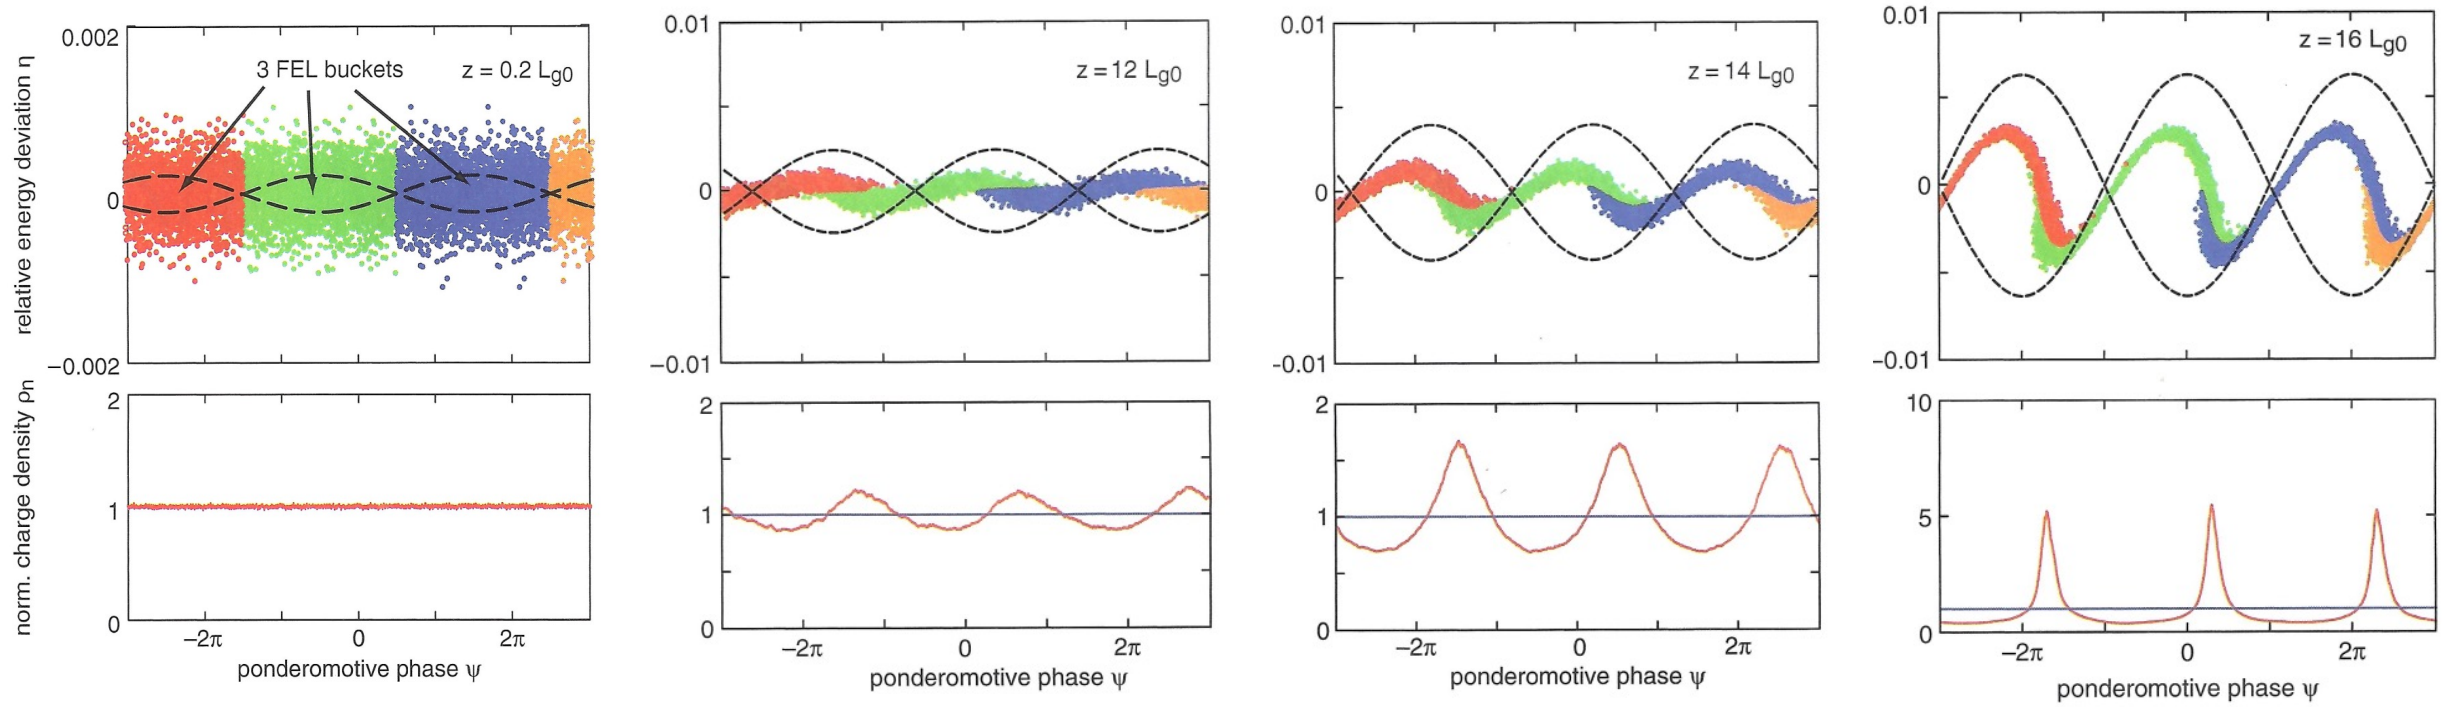 relative energy deviation η
0.002
0
−0.002
3 FEL buckets
z = 0.2 Lg0
norm. charge density ρn
2
1
0
−2π 0 2π
ponderomotive phase ψ
0.01
0
−0.01
z = 12 Lg0
2
1
0
−2π 0 2π
ponderomotive phase ψ
0.01
0
-0.01
z = 14 Lg0
2
1
0
−2π 0 2π
ponderomotive phase ψ
0.01
0
-0.01
z = 16 Lg0
10
5
0
−2π 0 2π
ponderomotive phase ψ